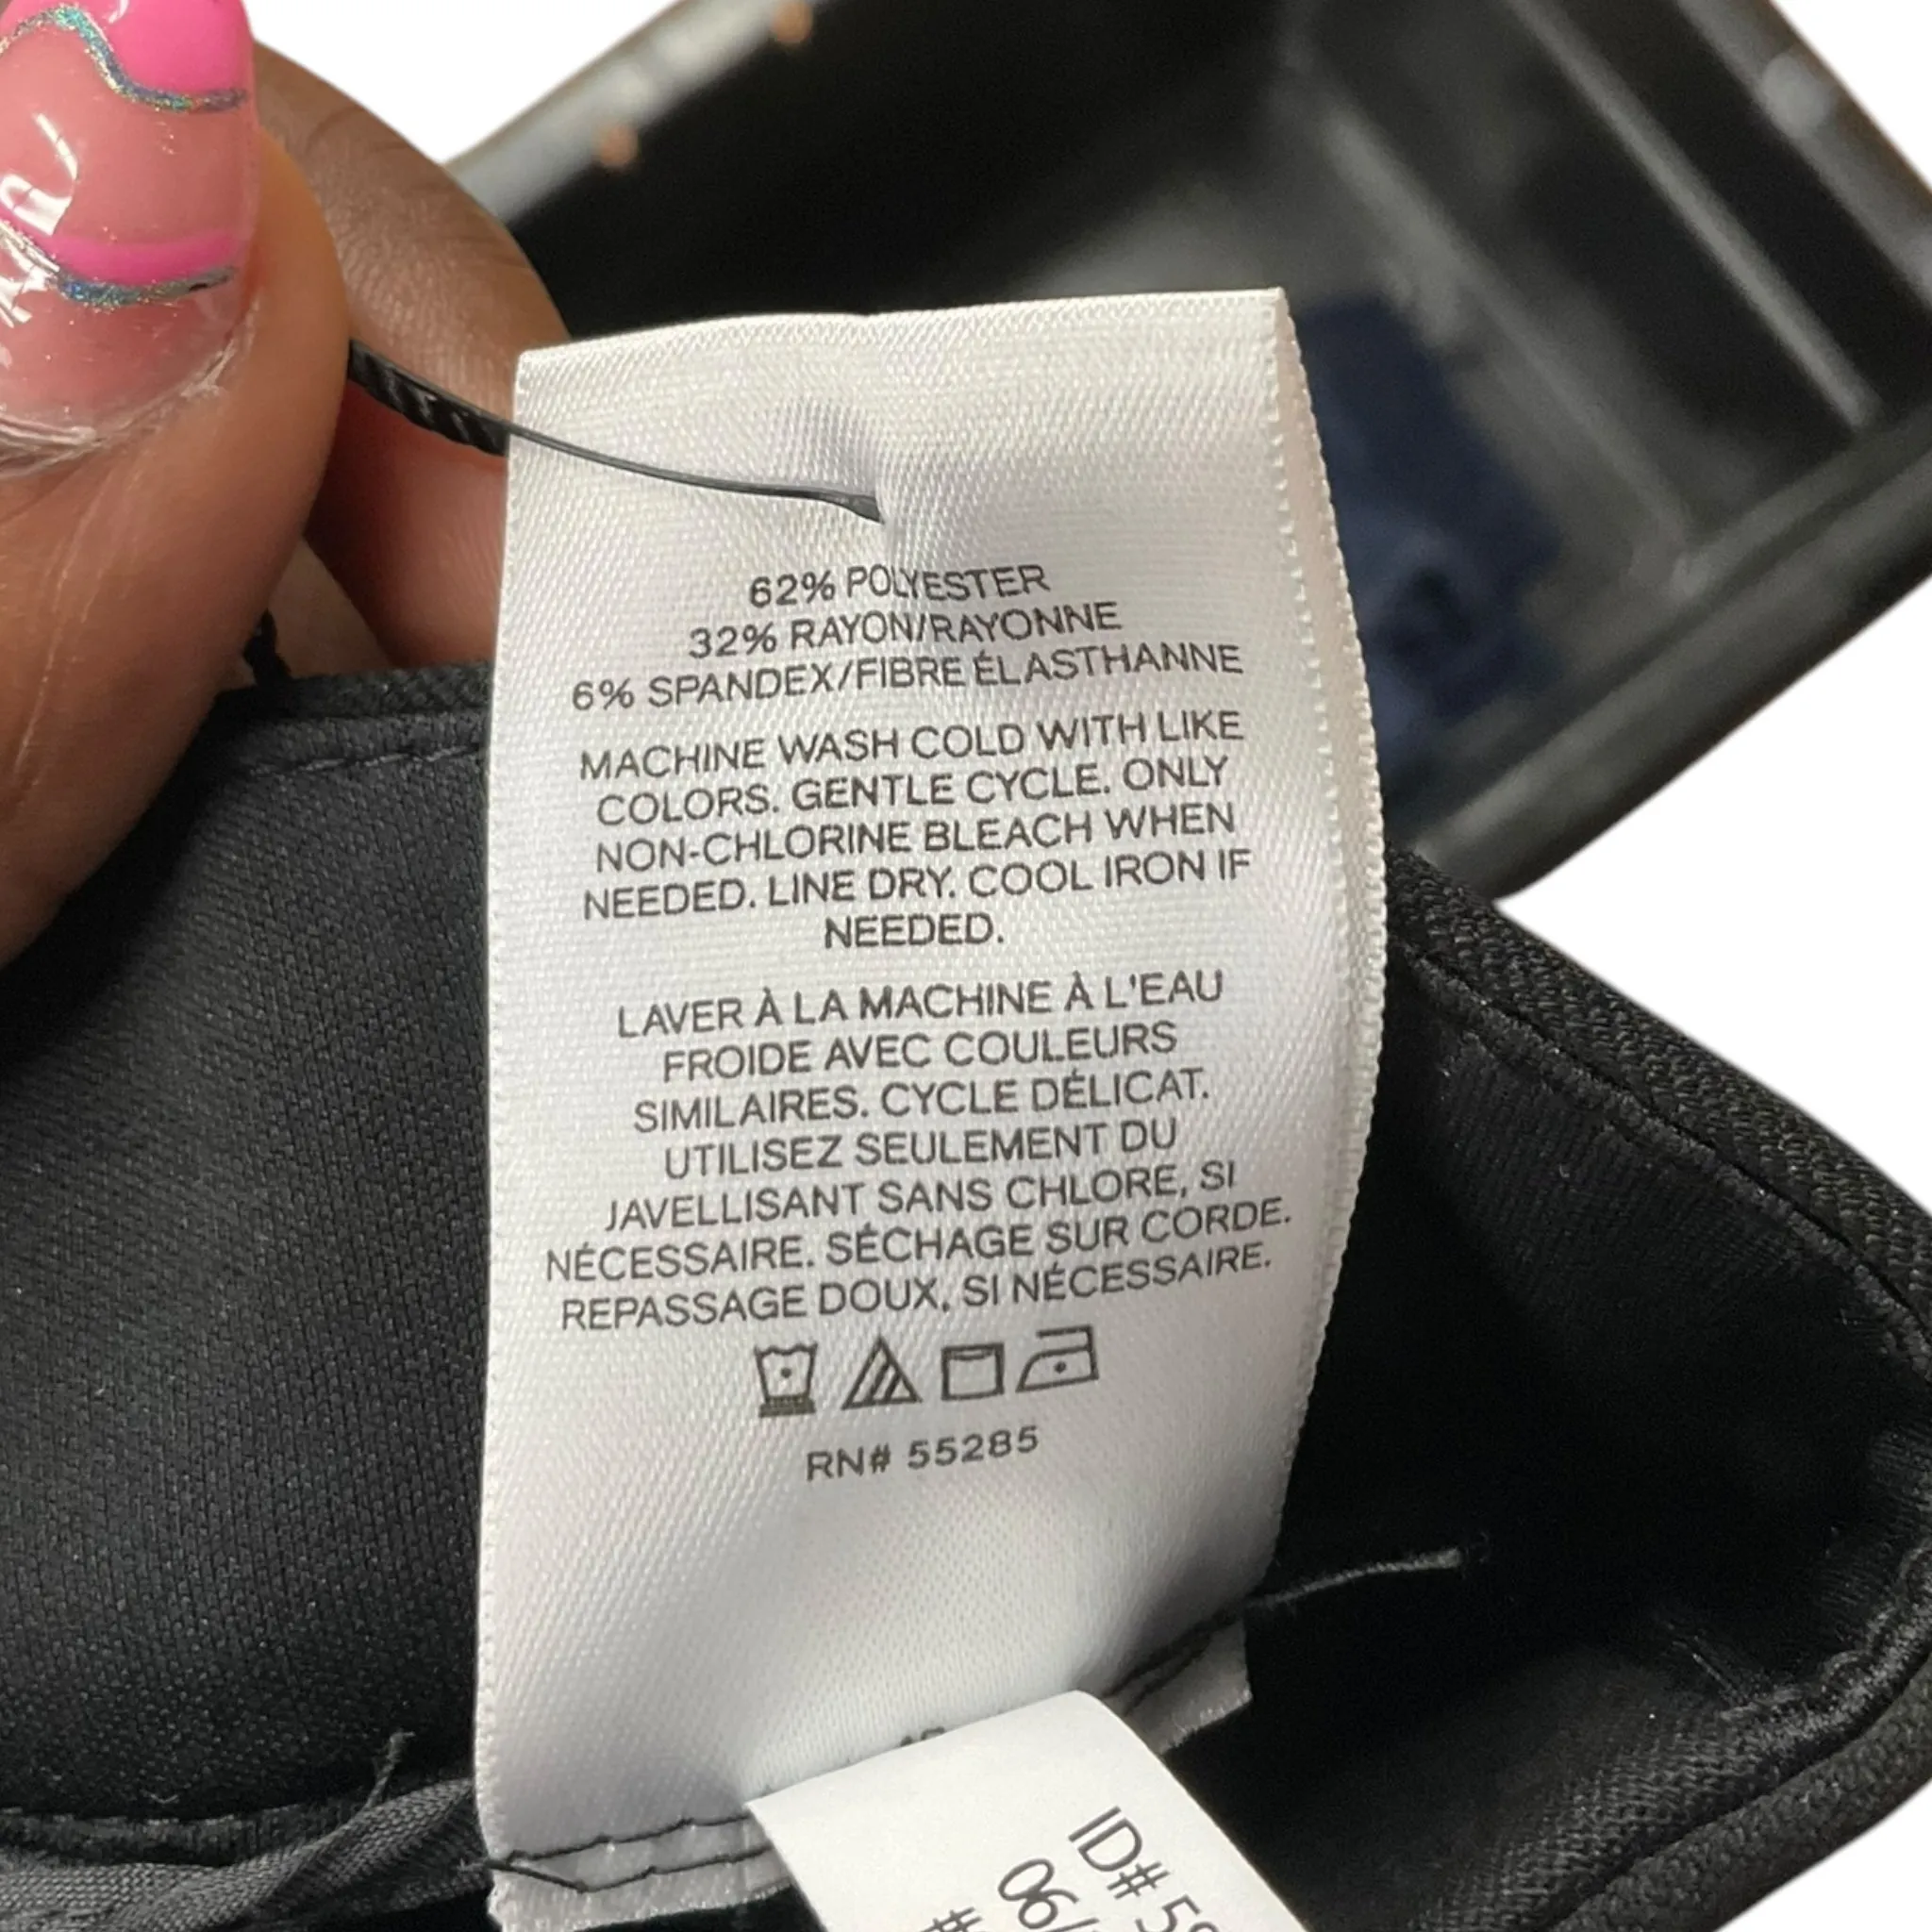 62% POLYESTER
32% RAYON/RAYONNE
6% SPANDEX/FIBRE ÉLASTHANNE
MACHINE WASH COLD WITH LIKE
COLORS. GENTLE CYCLE. ONLY
NON-CHLORINE BLEACH WHEN
NEEDED. LINE DRY. COOL IRON IF
NEEDED.
LAVER À LA MACHINE À L'EAU
FROIDE AVEC COULEURS
SIMILAIRES. CYCLE DÉLICAT.
UTILISEZ SEULEMENT DU
JAVELLISANT SANS CHLORE, SI
NÉCESSAIRE. SÉCHAGE SUR CORDE.
REPASSAGE DOUX, SI NÉCESSAIRE.
RN# 55285
ID#
06/
#